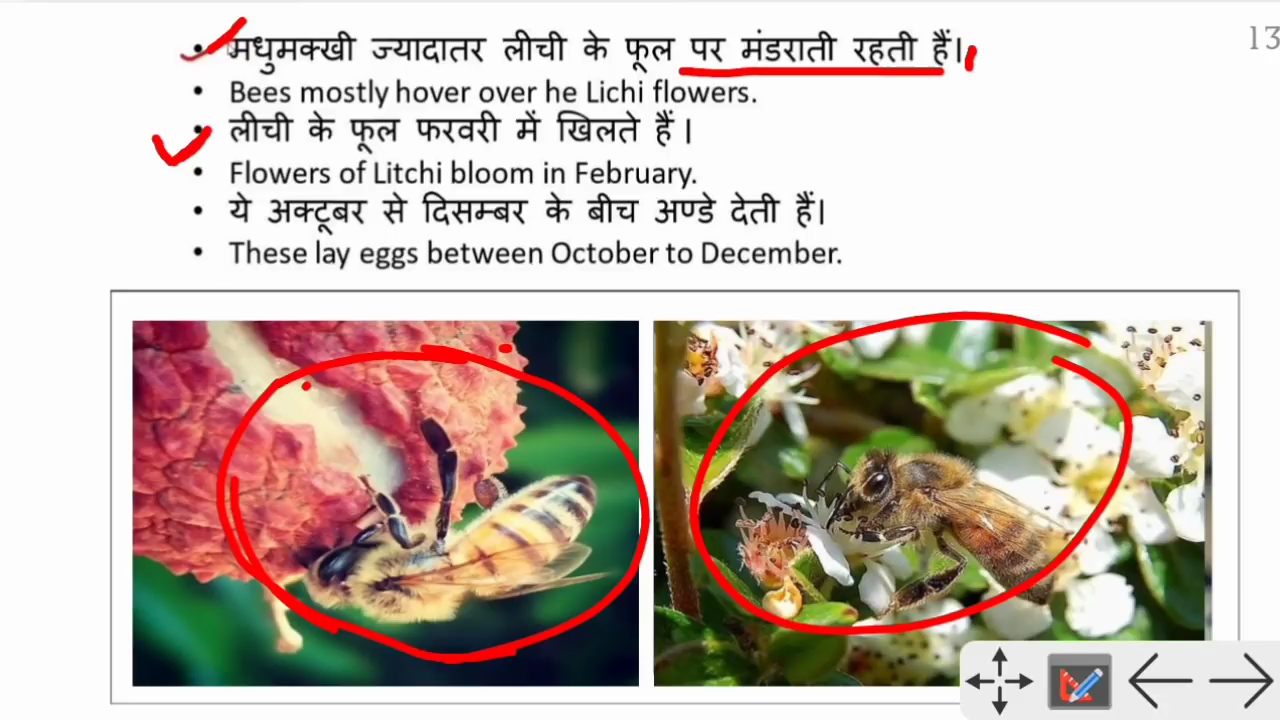 13
मधुमक्खी ज्यादातर लीची के फूल पर मंडराती रहती हैं।
Bees mostly hover over he Lichi flowers.
लीची के फूल फरवरी में खिलते हैं ।
Flowers of Litchi bloom in February.
ये अक्टूबर से दिसम्बर के बीच अण्डे देती हैं।
These lay eggs between October to December.